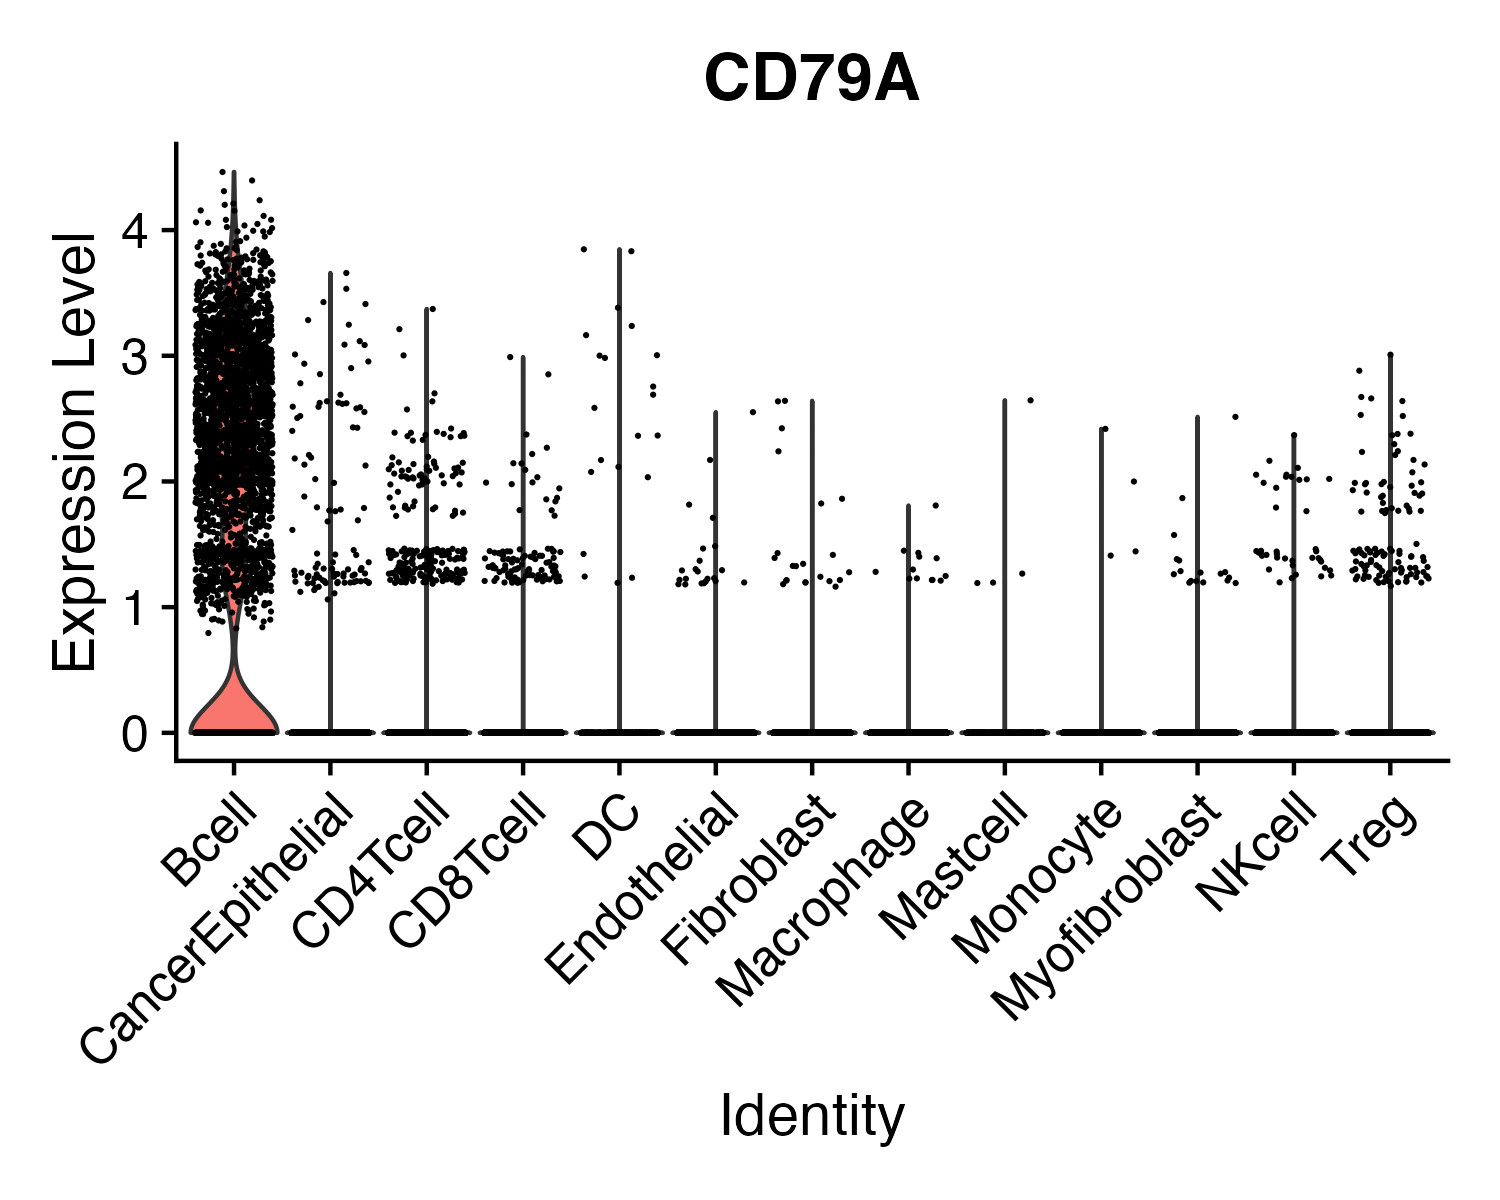 CD79A
Expression Level
4
3
2
1
0
Bcell
CancerEpithelial
CD4Tcell
CD8Tcell
DC
Endothelial
Fibroblast
Macrophage
Mastcell
Monocyte
Myofibroblast
NKcell
Treg
Identity